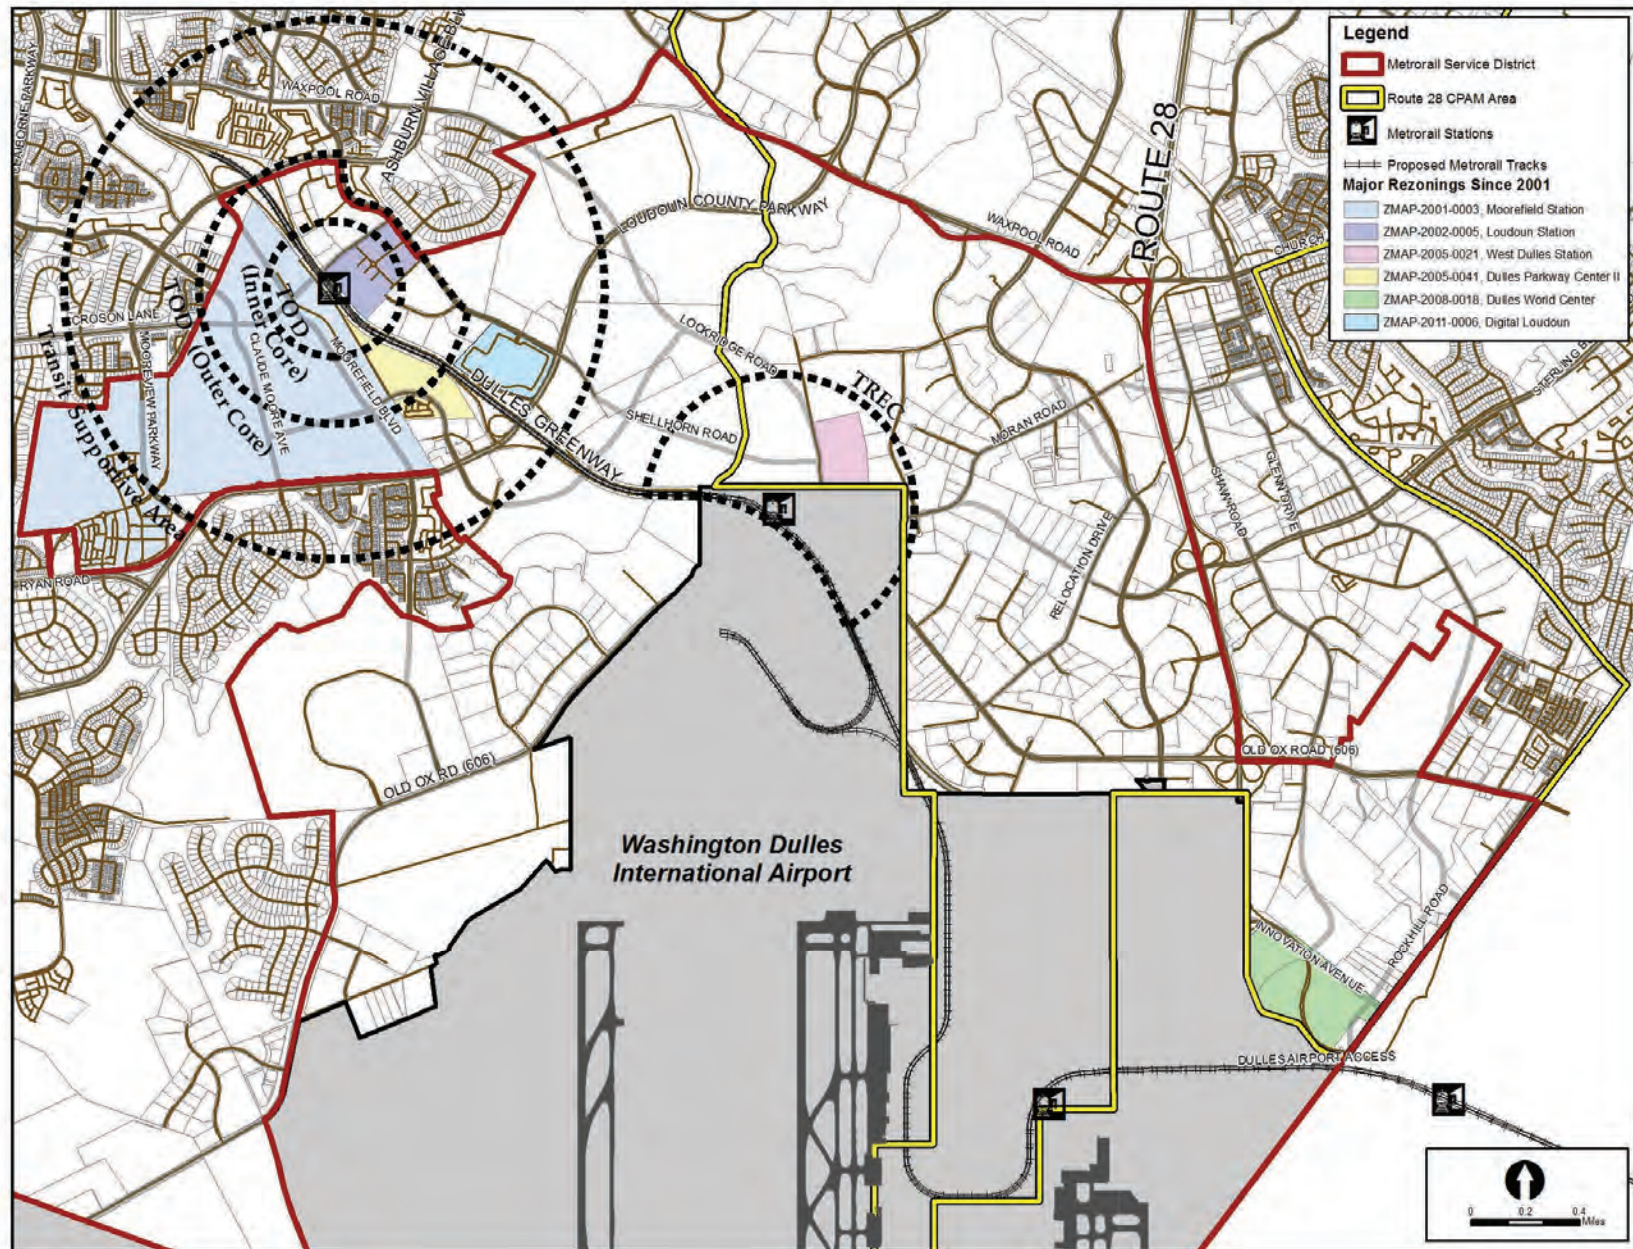 Legend
Metrorail Service District
Route 28 CPAM Area
Metrorail Stations
Proposed Metrorail Tracks
Major Rezonings Since 2001
ZMAP-2001-0003, Moorefield Station
ZMAP-2002-0005, Loudoun Station
ZMAP-2005-0021, West Dulles Station
ZMAP-2005-0041, Dulles Parkway Center II
ZMAP-2008-0018, Dulles World Center
ZMAP-2011-0006, Digital Loudoun
WAXPOOL ROAD
ASHBURN VILLAGE
ROUTE 28
LOUDOUN COUNTY PARKWAY
WAXPOOL ROAD
CHURCH
TOD
(Inner Core)
TOD
(Outer Core)
Transit Supportive Area
CROSON LANE
MOOREVIEW PARKWAY
CLAUDE MOORE AVE
MOOREFIELD BLVD
LOCKRIDGE ROAD
DULLES GREENWAY
SHELLHORN ROAD
TREC
MORAN ROAD
STERLING
SHAW ROAD
GLENN DRIVE
RELOCATION DRIVE
RYAN ROAD
OLD OX ROAD (606)
OLD OX RD (606)
Washington Dulles
International Airport
INNOVATION AVENUE
ROCKHILL ROAD
DULLES AIRPORT ACCESS
0 0.2 0.4
Miles